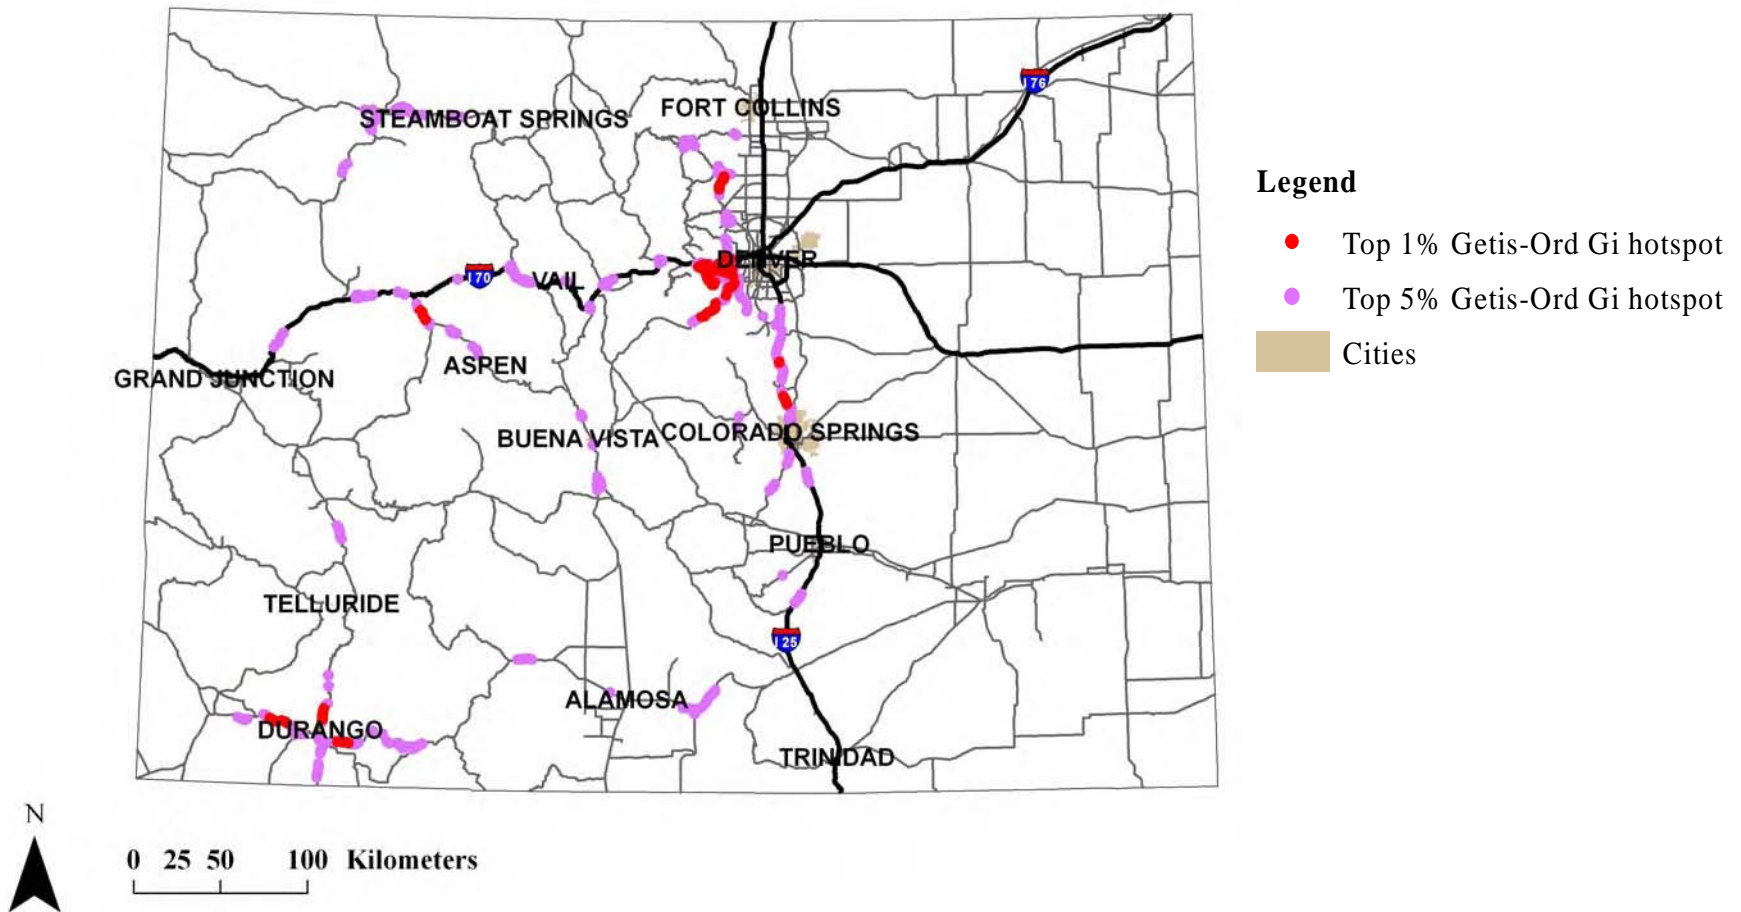 I 76
STEAMBOAT SPRINGS
FORT COLLINS
Legend
Top 1% Getis-Ord Gi hotspot
Top 5% Getis-Ord Gi hotspot
Cities
DENVER
I 70
VAIL
ASPEN
GRAND JUNCTION
BUENA VISTA
COLORADO SPRINGS
PUEBLO
TELLURIDE
I 25
ALAMOSA
DURANGO
TRINIDAD
N
0 25 50 100 Kilometers